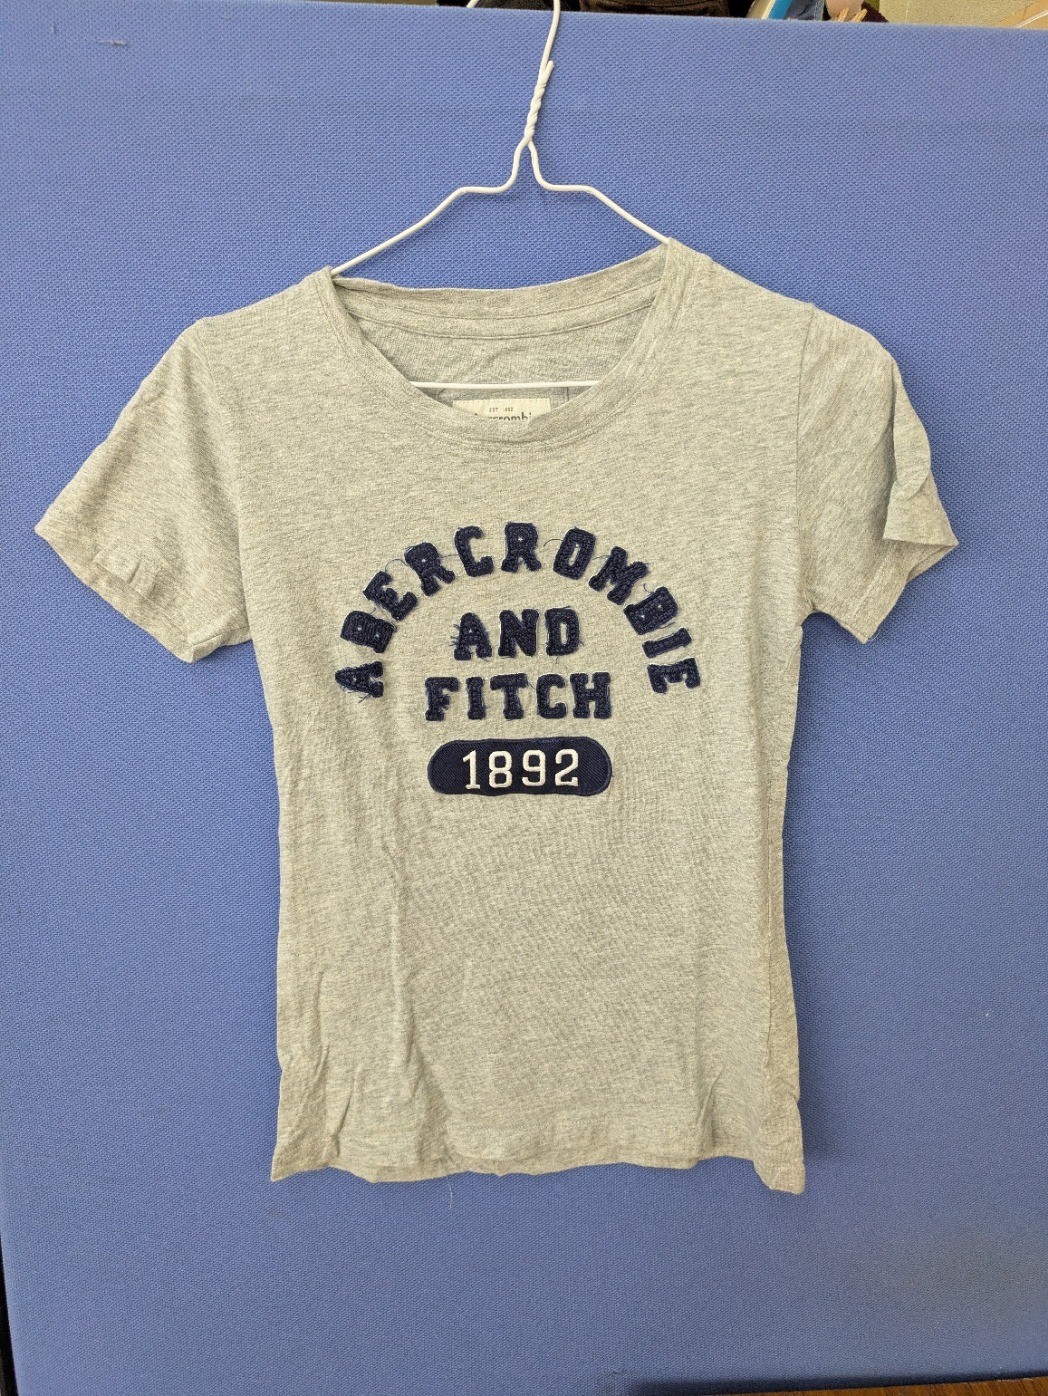 ABERCROMBIE
AND
FITCH
1892